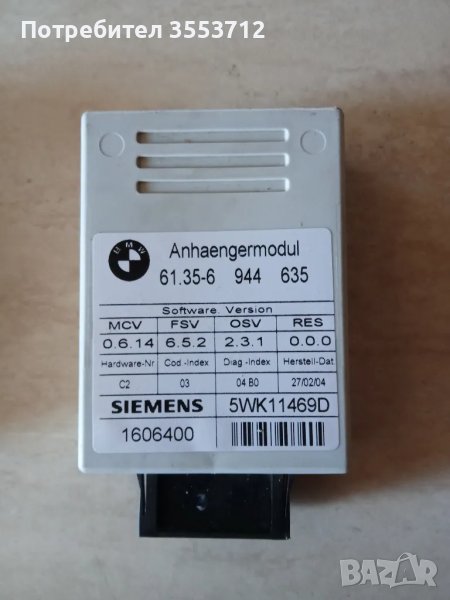 Потребител 3553712
BMW
Anhaengermodul
61.35-6 944 635
Software. Version
MCV FSV OSV RES
0.6.14 6.5.2 2.3.1 0.0.0
Hardware-Nr Cod -Index Diag -Index Herstell-Dat
C2 03 04 B0 27/02/04
SIEMENS 5WK11469D
1606400
BAZAR